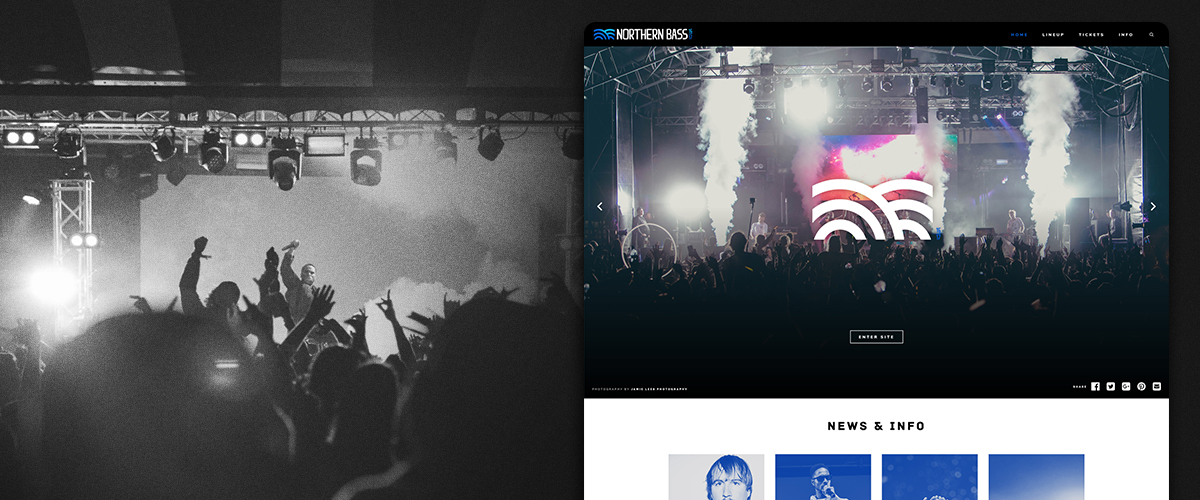 NORTHERN BASS
HOME LINEUP TICKETS INFO
ENTER SITE
PHOTOGRAPHY BY JAMIE LEES PHOTOGRAPHY
SHARE
NEWS & INFO